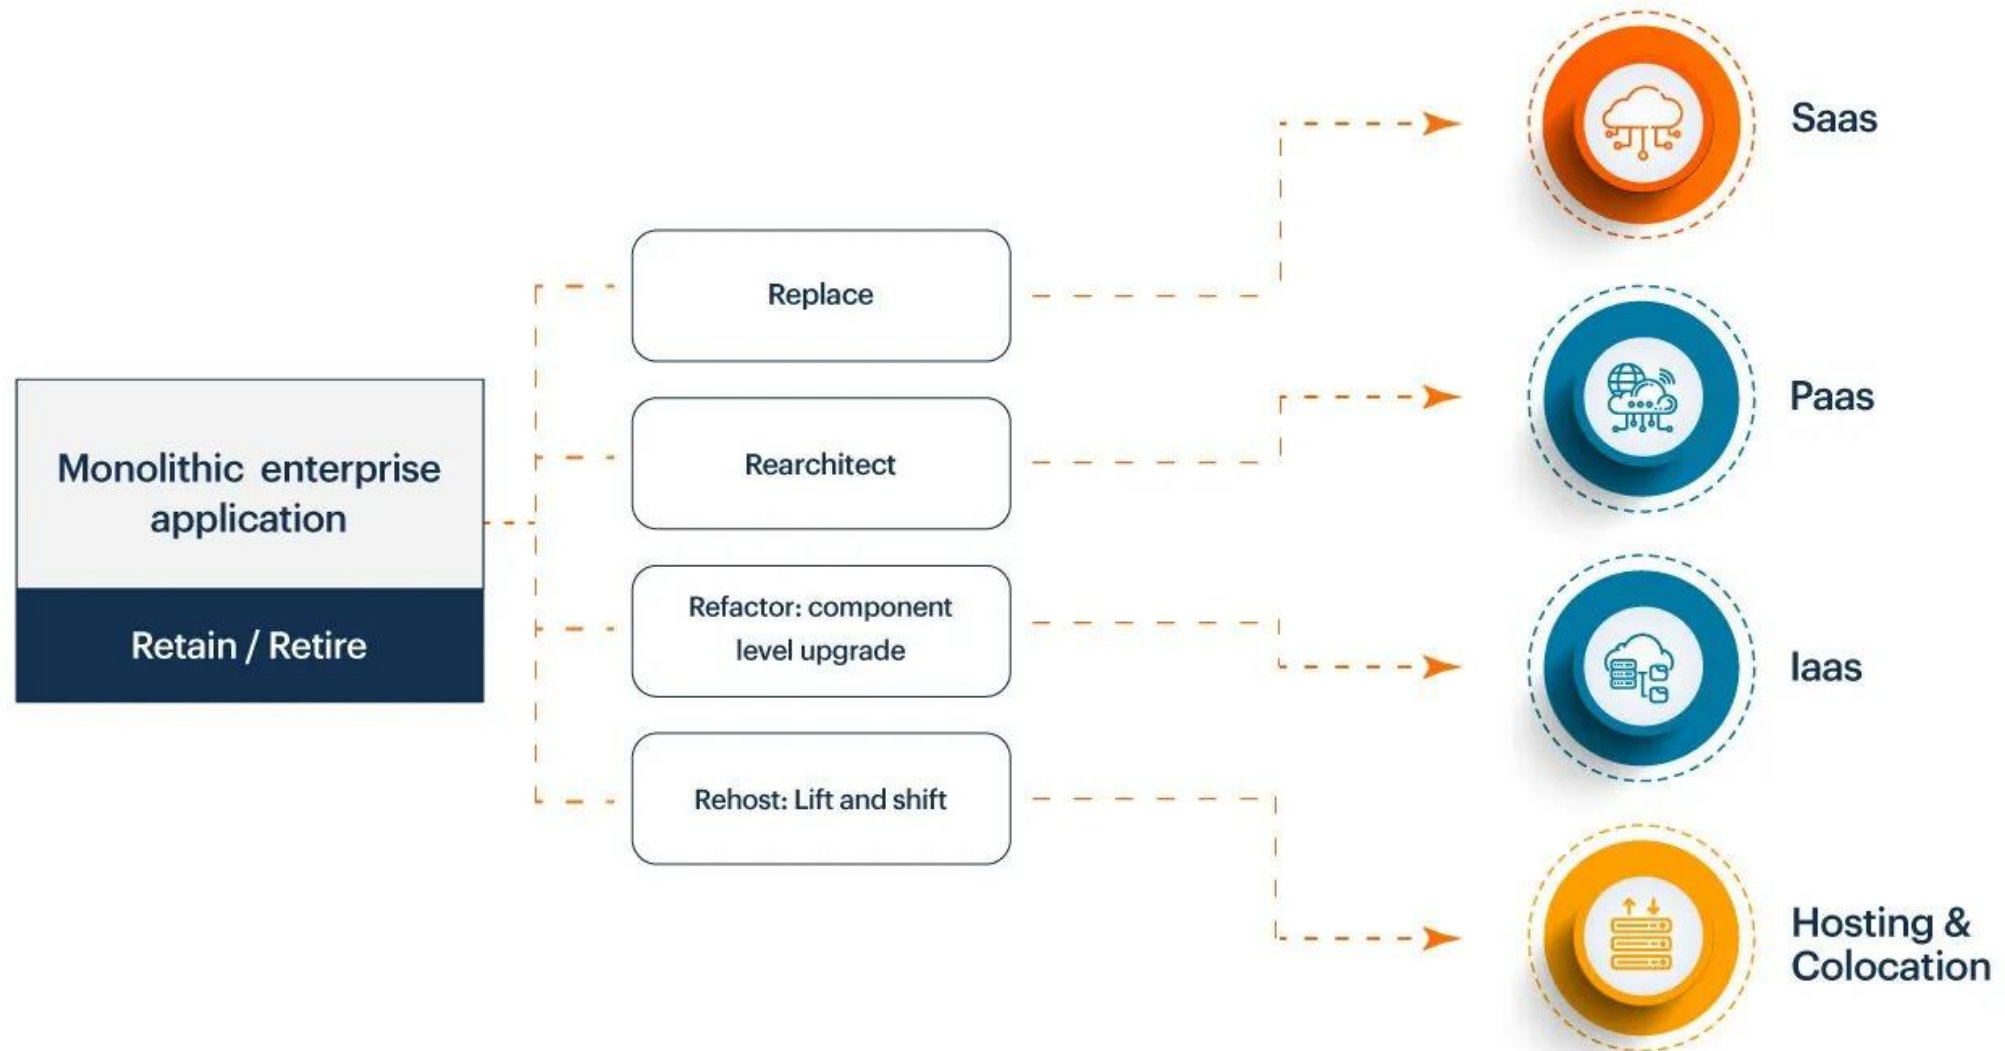 Monolithic enterprise
application
Retain / Retire
Replace
Rearchitect
Refactor: component
level upgrade
Rehost: Lift and shift
Saas
Paas
Iaas
Hosting &
Colocation